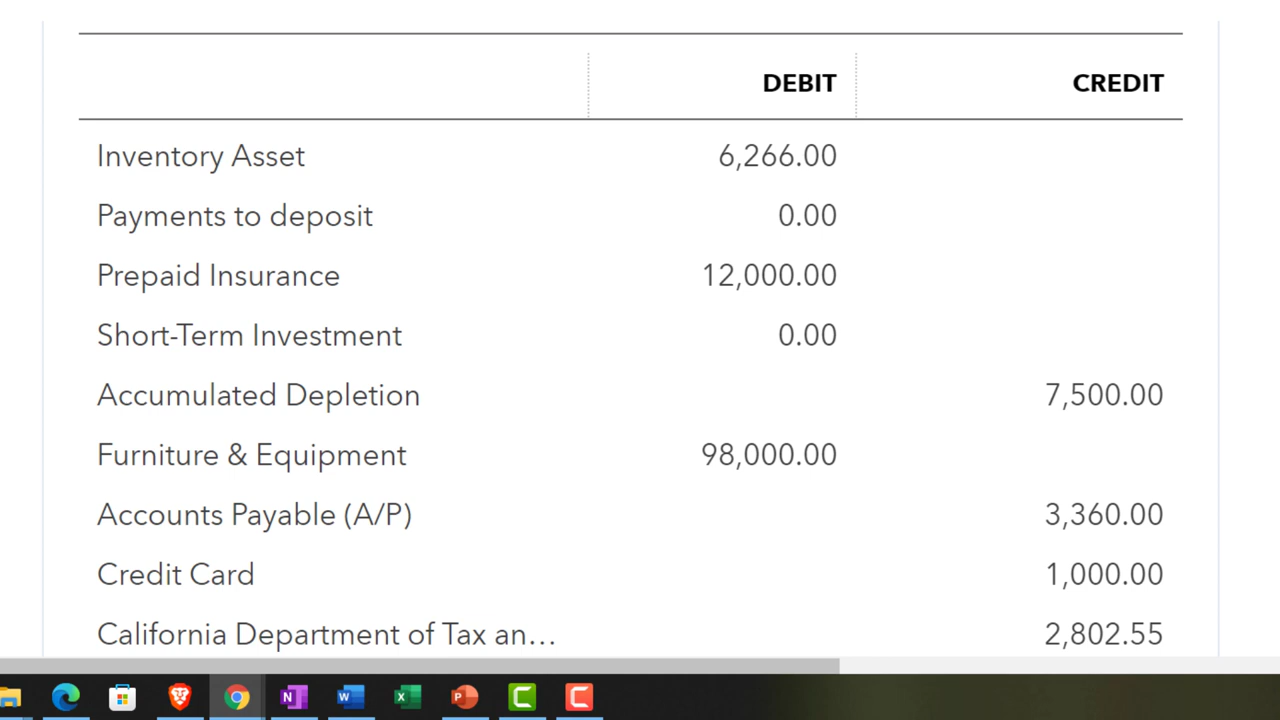 DEBIT CREDIT
Inventory Asset 6,266.00
Payments to deposit 0.00
Prepaid Insurance 12,000.00
Short-Term Investment 0.00
Accumulated Depletion 7,500.00
Furniture & Equipment 98,000.00
Accounts Payable (A/P) 3,360.00
Credit Card 1,000.00
California Department of Tax an... 2,802.55
N W X P C C